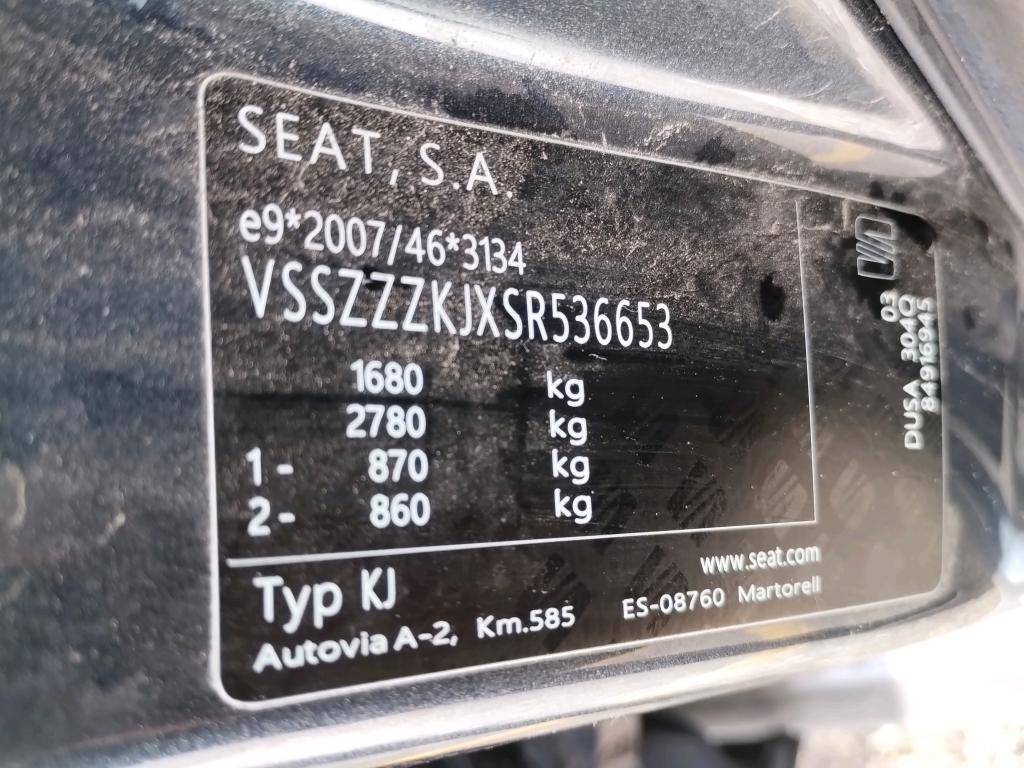 SEAT, S.A.
e9*2007/46*3134
VSSZZZKJXSR536653
1680 kg
2780 kg
1- 870 kg
2- 860 kg
Typ KJ
www.seat.com
Autovia A-2, Km.585 ES-08760 Martorell
03
DUSA 304Q
84916945